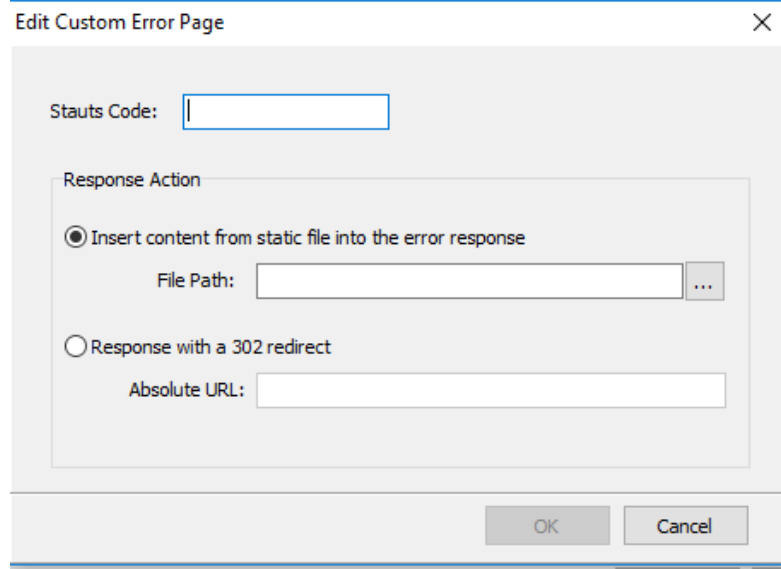 Edit Custom Error Page
Stauts Code:
Response Action
Insert content from static file into the error response
File Path:
...
Response with a 302 redirect
Absolute URL:
OK
Cancel